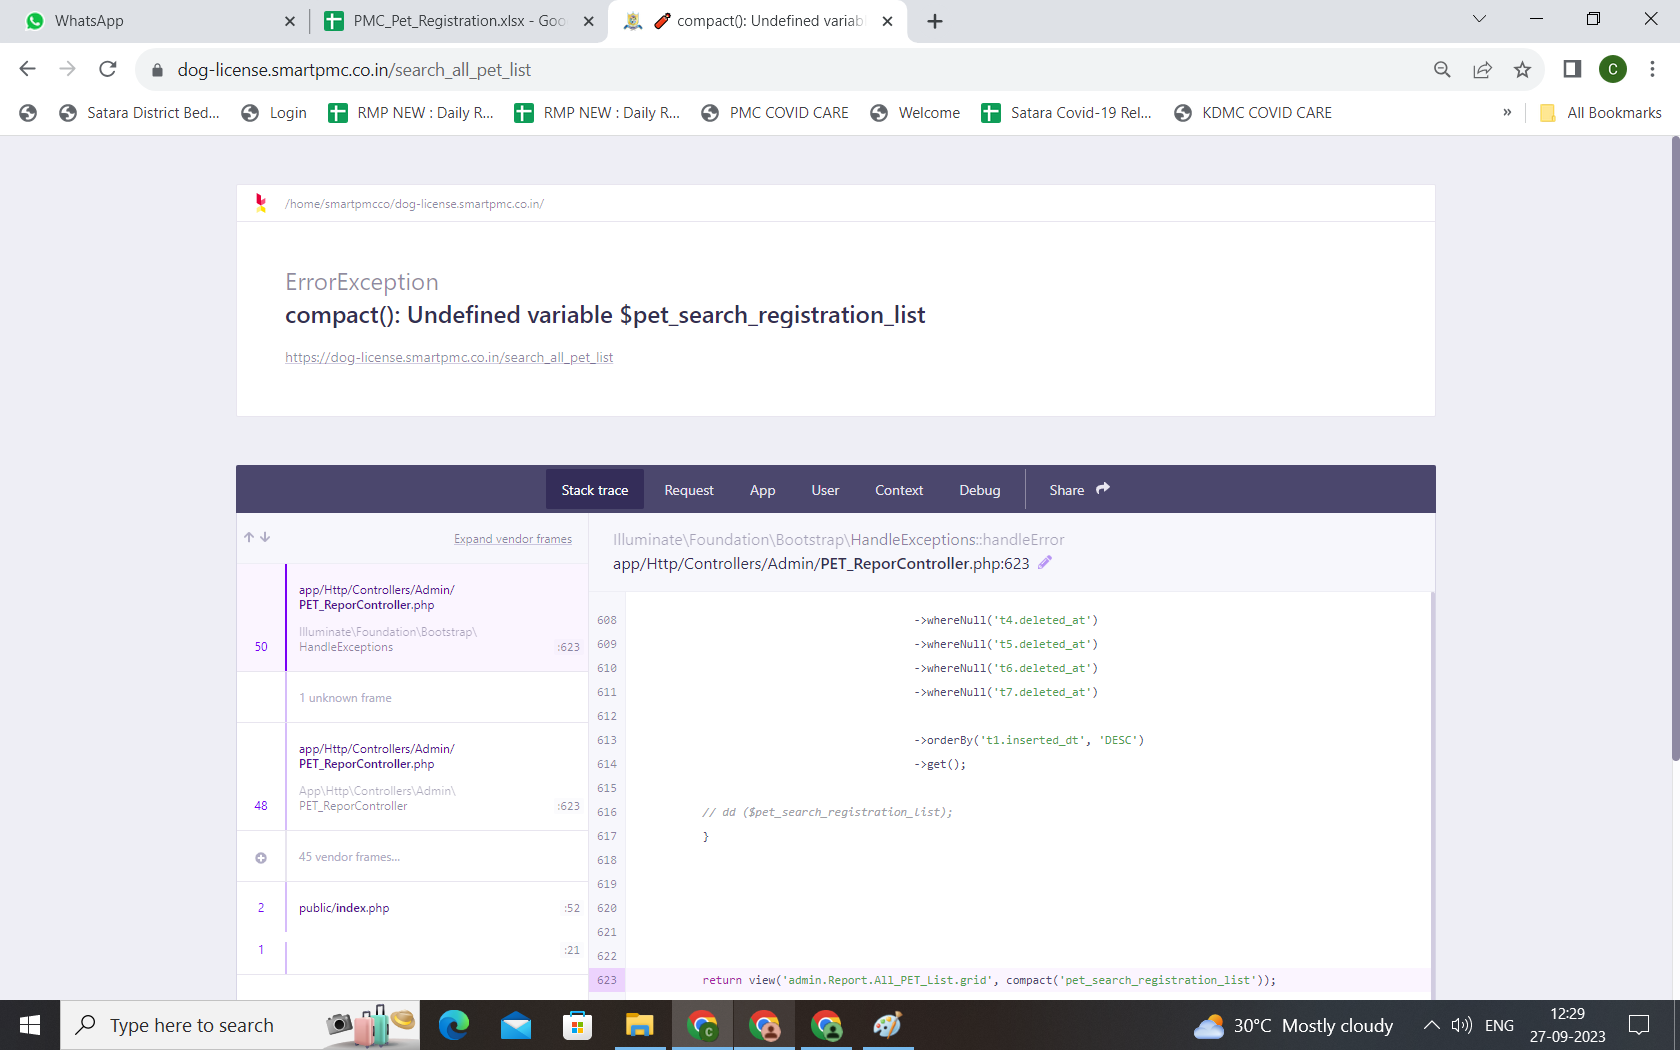 WhatsApp
PMC_Pet_Registration.xlsx - Goo
compact(): Undefined variab
dog-license.smartpmc.co.in/search_all_pet_list
C
Satara District Bed...
Login
RMP NEW : Daily R...
RMP NEW : Daily R...
PMC COVID CARE
Welcome
Satara Covid-19 Rel...
KDMC COVID CARE
»
All Bookmarks
/home/smartpmcco/dog-license.smartpmc.co.in/
ErrorException
compact(): Undefined variable $pet_search_registration_list
https://dog-license.smartpmc.co.in/search_all_pet_list
Stack trace
Request
App
User
Context
Debug
Share
Expand vendor frames
app/Http/Controllers/Admin/
PET_ReporController.php
Illuminate\Foundation\Bootstrap\
50 HandleExceptions :623
1 unknown frame
app/Http/Controllers/Admin/
PET_ReporController.php
App\Http\Controllers\Admin\
48 PET_ReporController :623
45 vendor frames...
2 public/index.php :52
1 :21
Illuminate\Foundation\Bootstrap\HandleExceptions::handleError
app/Http/Controllers/Admin/PET_ReporController.php:623
608 ->whereNull('t4.deleted_at')
609 ->whereNull('t5.deleted_at')
610 ->whereNull('t6.deleted_at')
611 ->whereNull('t7.deleted_at')
612
613 ->orderBy('t1.inserted_dt', 'DESC')
614 ->get();
615
616 // dd ($pet_search_registration_list);
617 }
618
619
620
621
622
623 return view('admin.Report.All_PET_List.grid', compact('pet_search_registration_list'));
Type here to search
30°C Mostly cloudy
ENG
12:29
27-09-2023